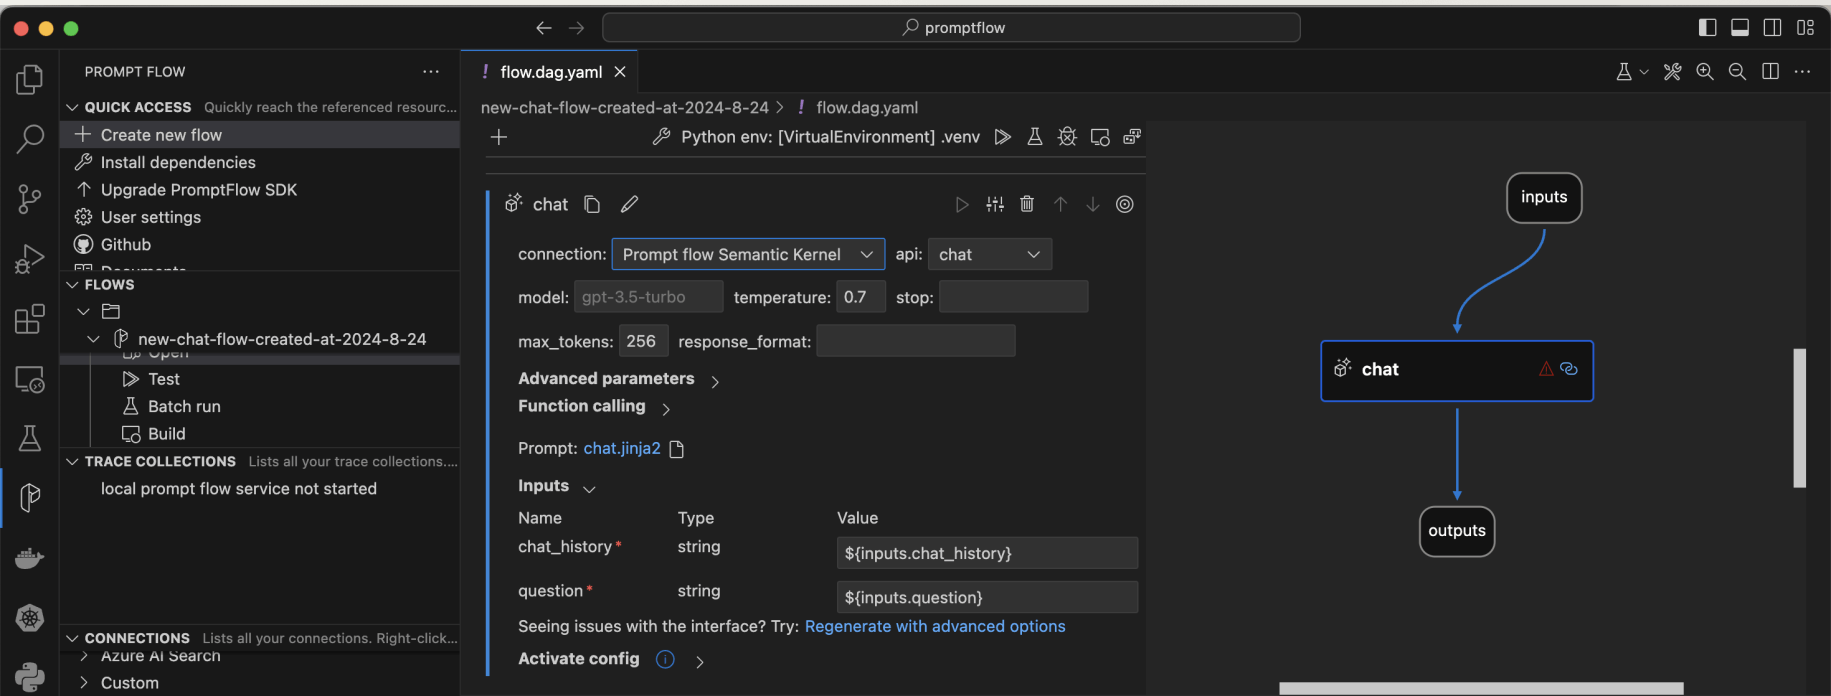 promptflow
PROMPT FLOW
QUICK ACCESS Quickly reach the referenced resourc...
Create new flow
Install dependencies
Upgrade PromptFlow SDK
User settings
Github
Documents
FLOWS
new-chat-flow-created-at-2024-8-24
Open
Test
Batch run
Build
TRACE COLLECTIONS Lists all your trace collections....
local prompt flow service not started
CONNECTIONS Lists all your connections. Right-click...
Azure AI Search
Custom
! flow.dag.yaml
new-chat-flow-created-at-2024-8-24 > ! flow.dag.yaml
Python env: [VirtualEnvironment] .venv
chat
connection: Prompt flow Semantic Kernel api: chat
model: gpt-3.5-turbo temperature: 0.7 stop:
max_tokens: 256 response_format:
Advanced parameters
Function calling
Prompt: chat.jinja2
Inputs
Name Type Value
chat_history* string ${inputs.chat_history}
question* string ${inputs.question}
Seeing issues with the interface? Try: Regenerate with advanced options
Activate config
inputs
chat
outputs